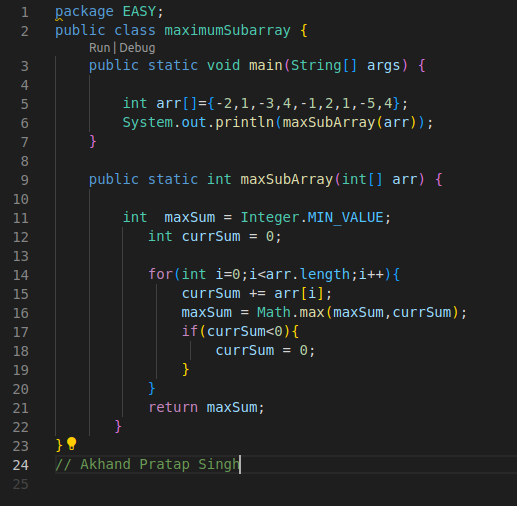 1 package EASY;
2 public class maximumSubarray {
Run | Debug
3 public static void main(String[] args) {
4
5 int arr[]={-2,1,-3,4,-1,2,1,-5,4};
6 System.out.println(maxSubArray(arr));
7 }
8
9 public static int maxSubArray(int[] arr) {
10
11 int  maxSum = Integer.MIN_VALUE;
12 int currSum = 0;
13
14 for(int i=0;i<arr.length;i++){
15 currSum += arr[i];
16 maxSum = Math.max(maxSum,currSum);
17 if(currSum<0){
18 currSum = 0;
19 }
20 }
21 return maxSum;
22 }
23 }
24 // Akhand Pratap Singh
25